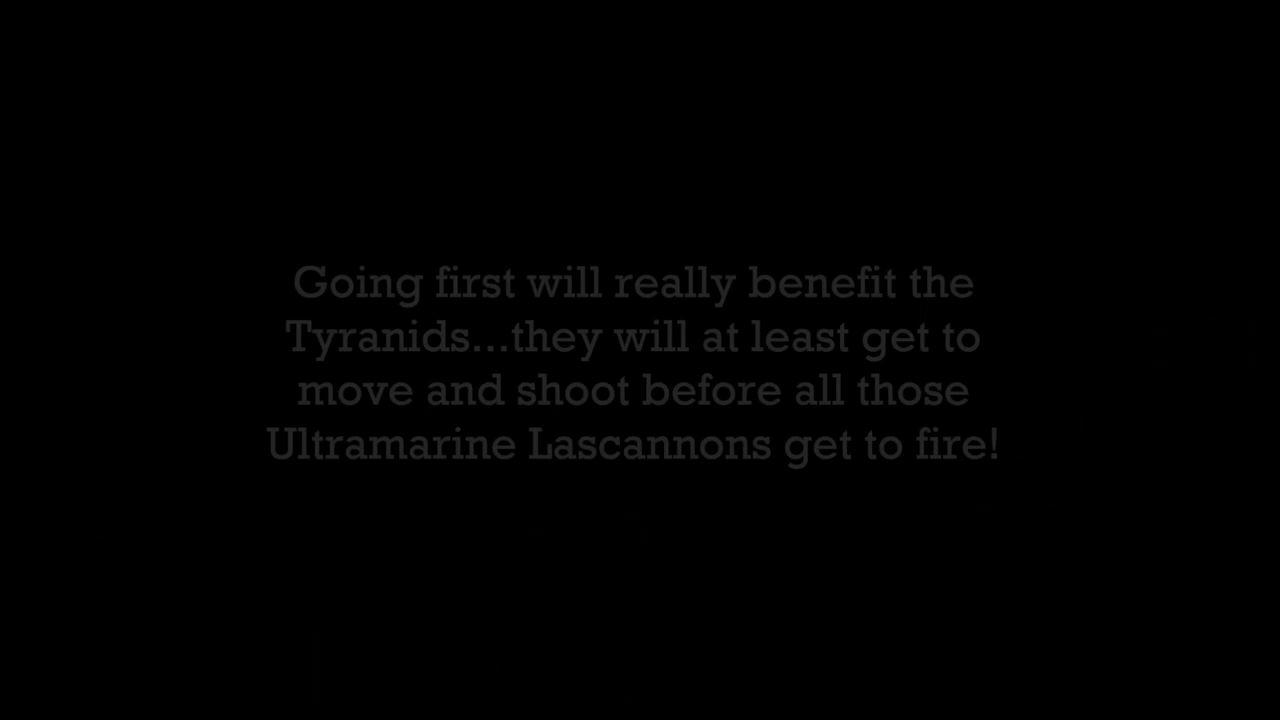 Going first will really benefit the
Tyranids...they will at least get to
move and shoot before all those
Ultramarine Lascannons get to fire!